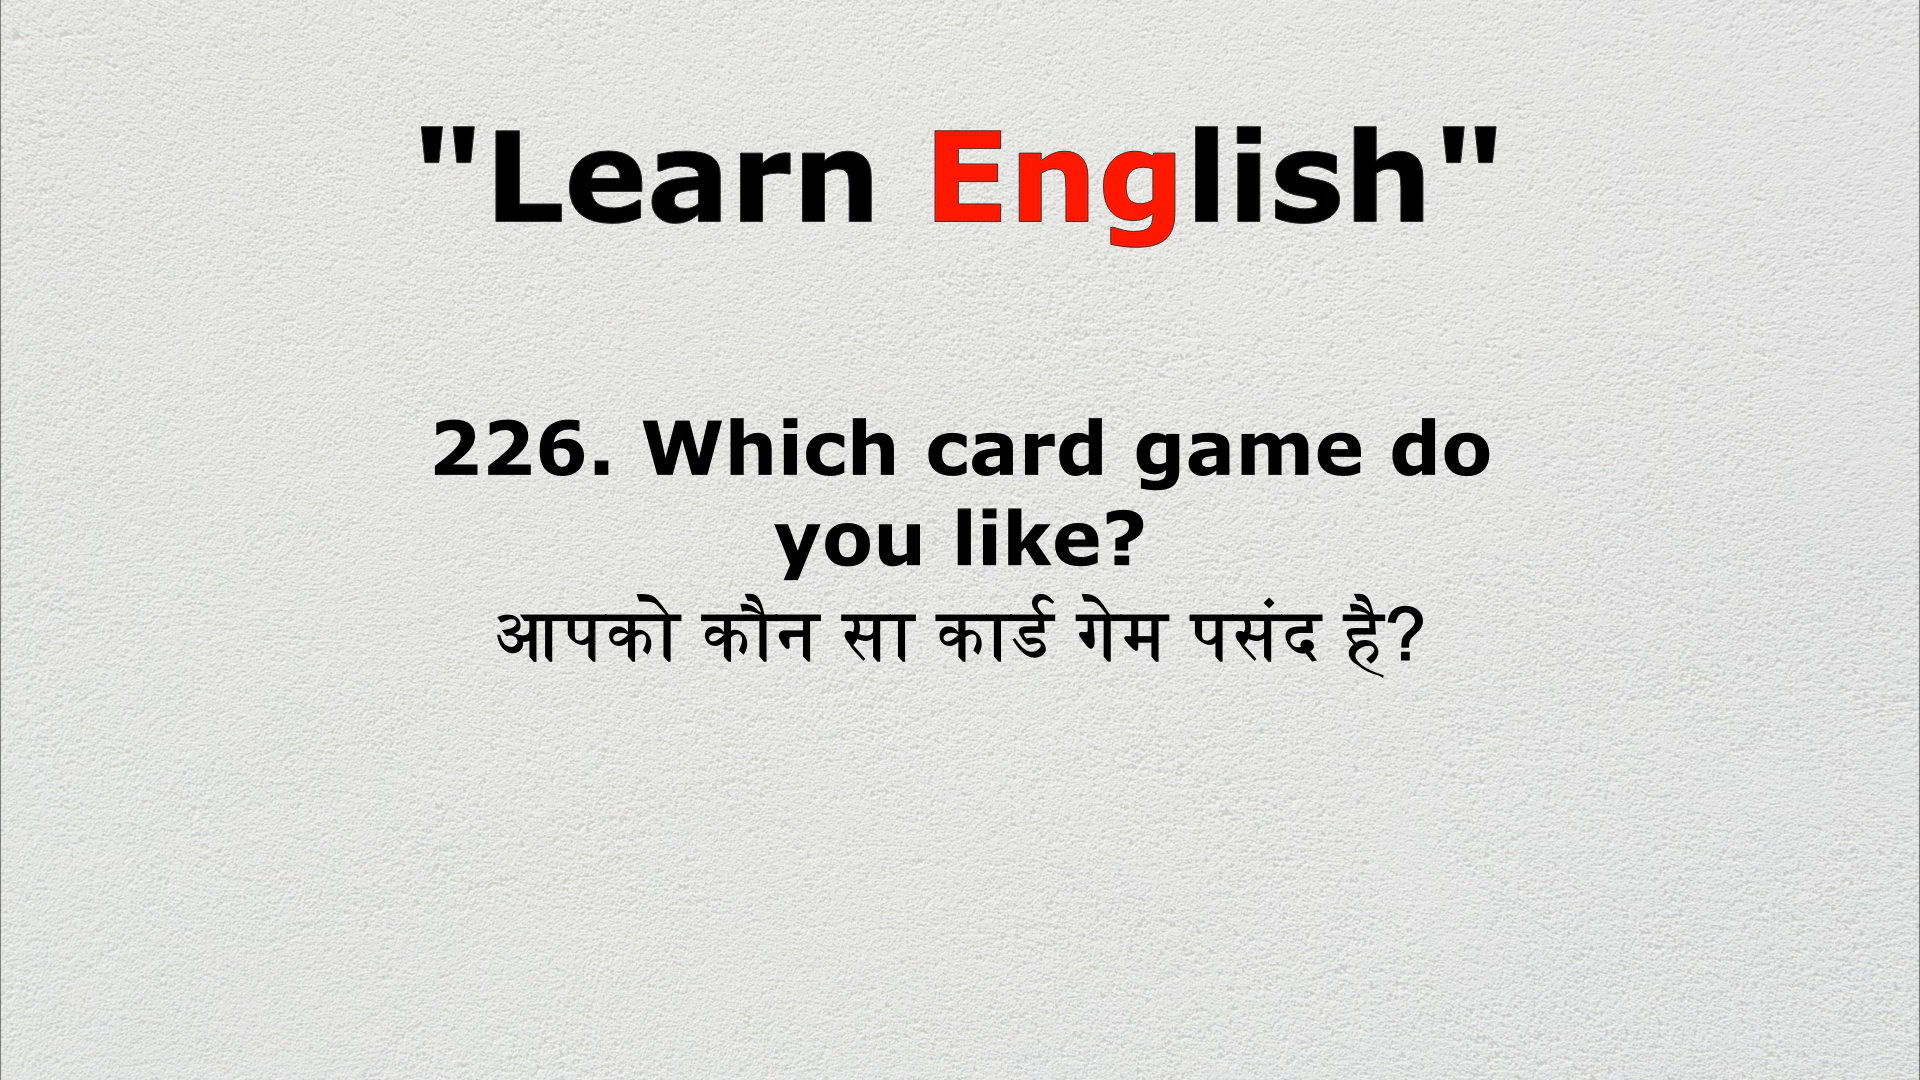 "Learn English"
226. Which card game do
you like?
आपको कौन सा कार्ड गेम पसंद है?